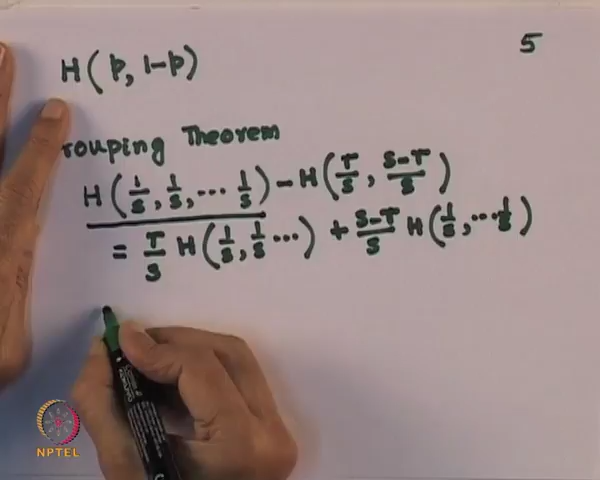 5
H(p, 1-p)
rouping Theorem
H(1/s, 1/s, ... 1/s) - H(r/s, s-r/s)
= r/s H(1/s, 1/s ...) + s-r/s H(1/s, ... 1/s)
NPTEL